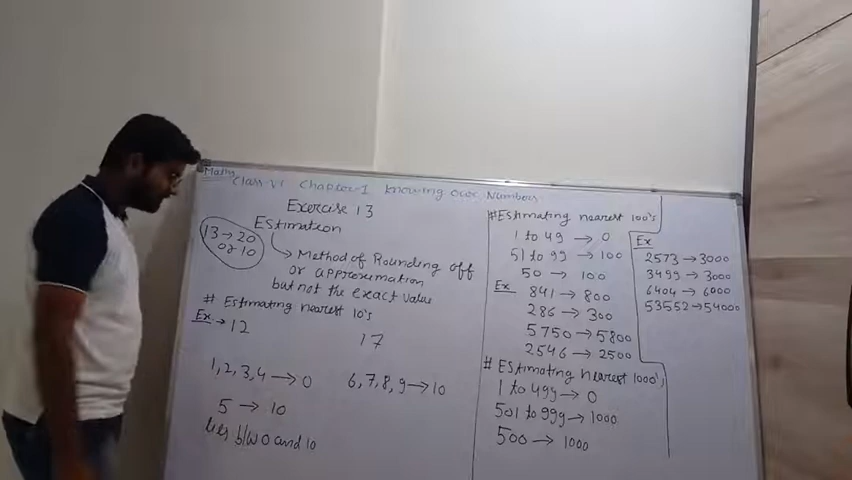 Maths
Class VI Chapter 1 Knowing Our Numbers
Exercise 13
Estimation
13 → 20
or 10
→ Method of Rounding off
or approximation
but not the exact value
# Estimating nearest 10's
Ex → 12
17
1, 2, 3, 4 → 0
6, 7, 8, 9 → 10
5 → 10
lies b/w 0 and 10
# Estimating nearest 100's
1 to 49 → 0
51 to 99 → 100
50 → 100
Ex
841 → 800
286 → 300
5750 → 5800
2546 → 2500
# Estimating nearest 1000's,
1 to 499 → 0
501 to 999 → 1000
500 → 1000
Ex
2573 → 3000
3499 → 3000
6404 → 6000
53552 → 54000